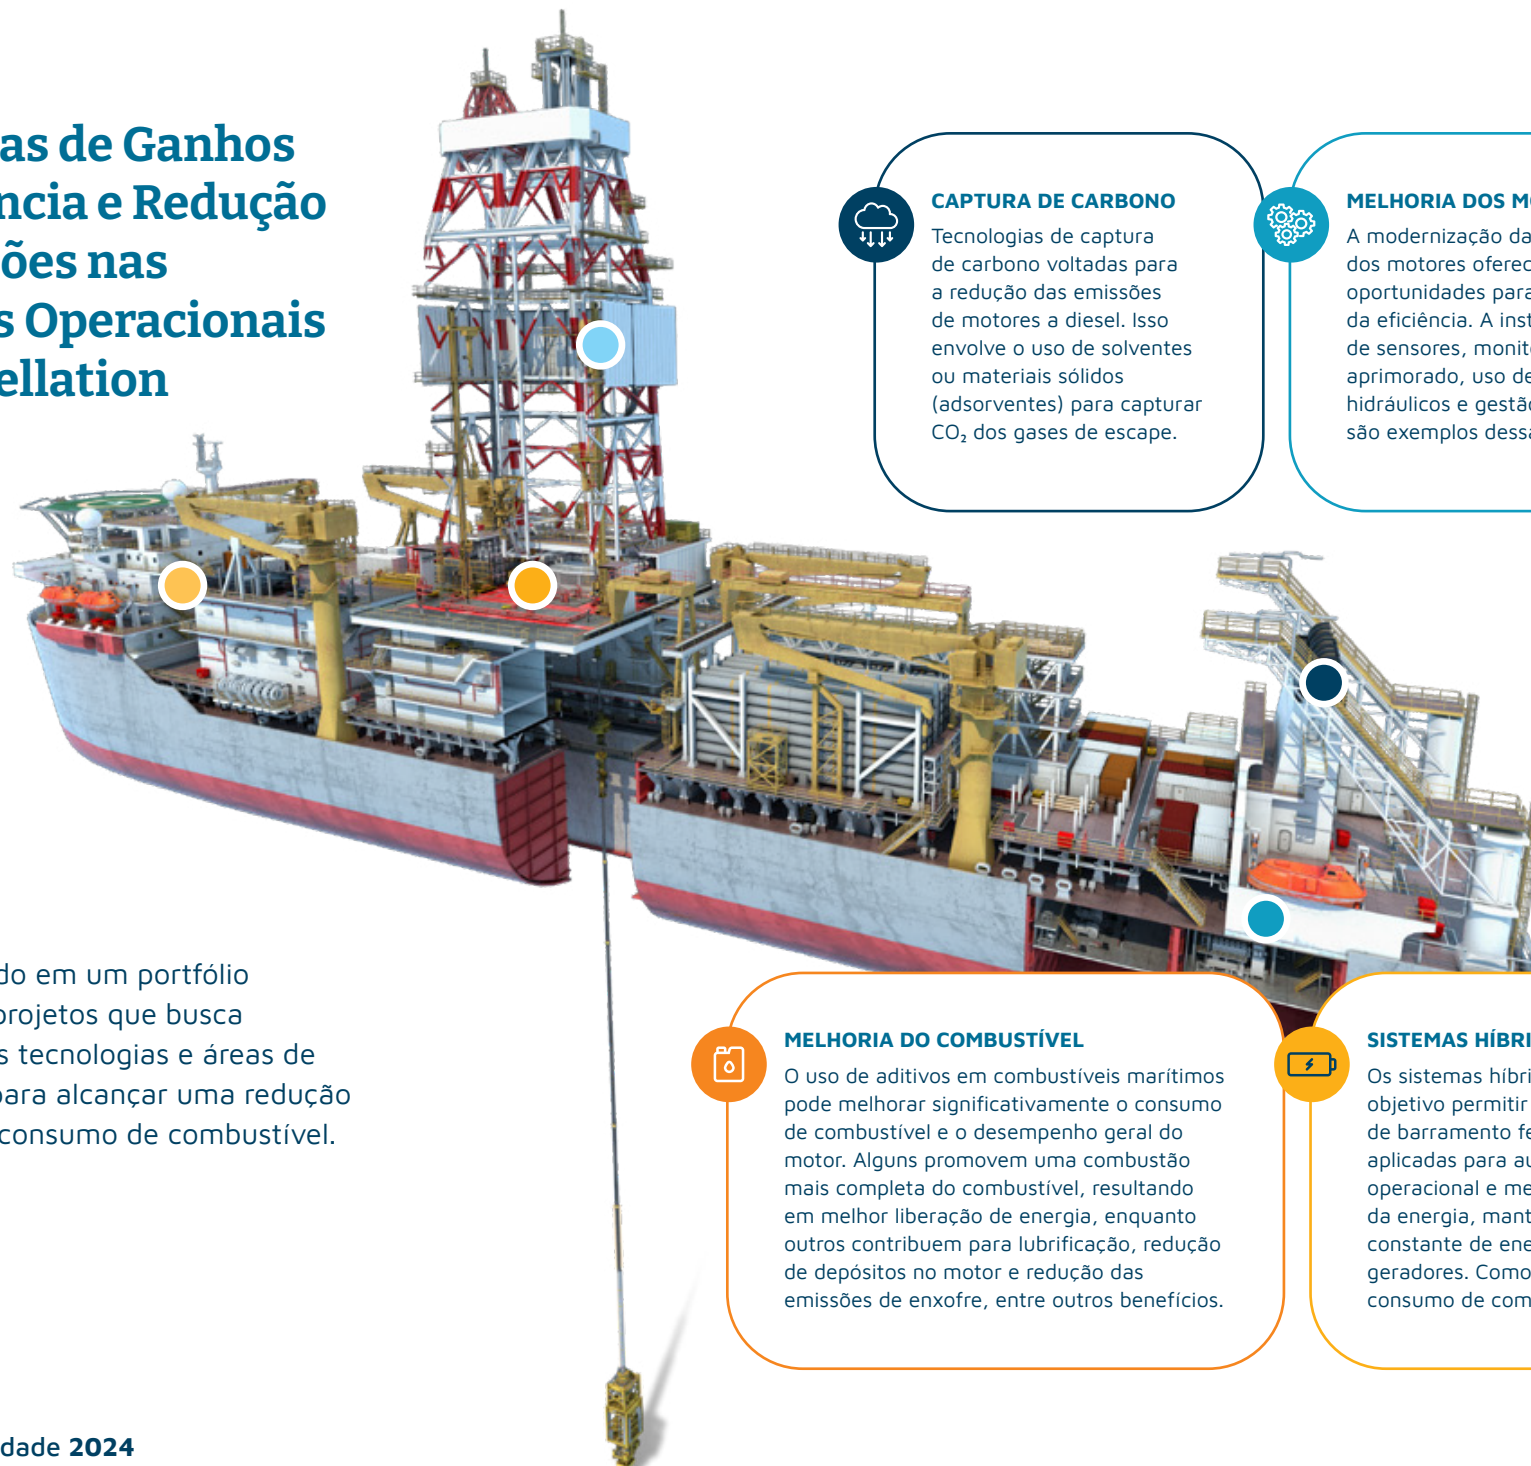 as de Ganhos
ncia e Redução
ões nas
s Operacionais
ellation
CAPTURA DE CARBONO
Tecnologias de captura
de carbono voltadas para
a redução das emissões
de motores a diesel. Isso
envolve o uso de solventes
ou materiais sólidos
(adsorventes) para capturar
CO₂ dos gases de escape.
MELHORIA DOS MO
A modernização da
dos motores oferec
oportunidades para
da eficiência. A inst
de sensores, monito
aprimorado, uso de
hidráulicos e gestão
são exemplos dessa
do em um portfólio
projetos que busca
s tecnologias e áreas de
para alcançar uma redução
consumo de combustível.
MELHORIA DO COMBUSTÍVEL
O uso de aditivos em combustíveis marítimos
pode melhorar significativamente o consumo
de combustível e o desempenho geral do
motor. Alguns promovem uma combustão
mais completa do combustível, resultando
em melhor liberação de energia, enquanto
outros contribuem para lubrificação, redução
de depósitos no motor e redução das
emissões de enxofre, entre outros benefícios.
SISTEMAS HÍBRI
Os sistemas híbri
objetivo permitir
de barramento fe
aplicadas para au
operacional e me
da energia, mant
constante de ene
geradores. Como
consumo de com
dade 2024